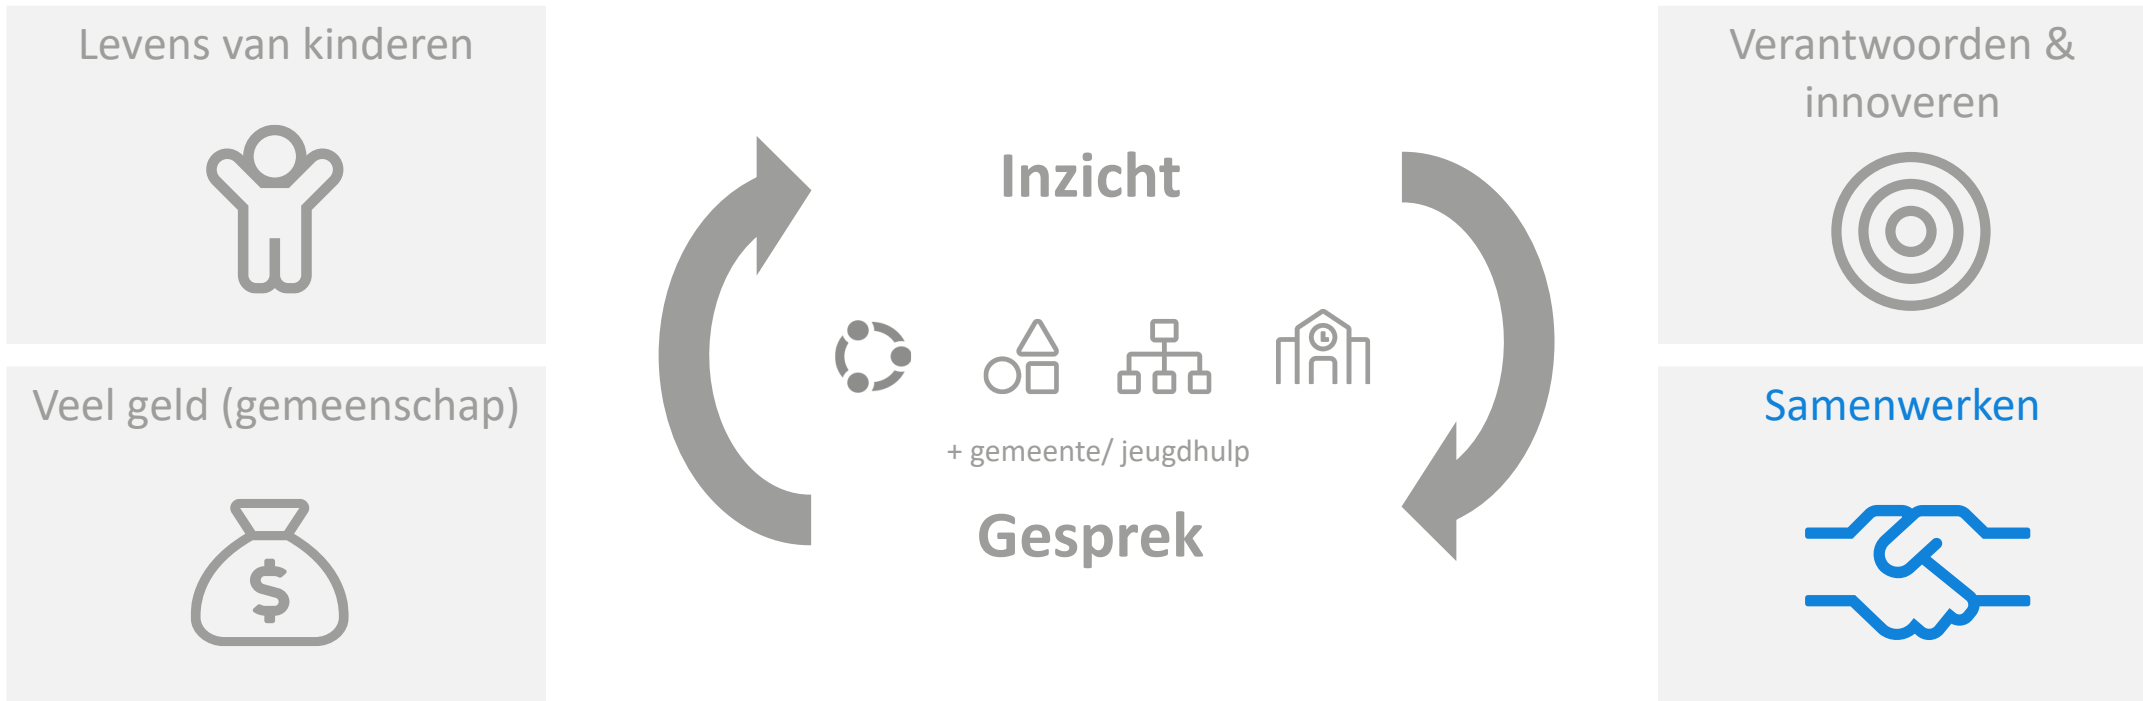 Levens van kinderen
Veel geld (gemeenschap)
$
Inzicht
+ gemeente/ jeugdhulp
Gesprek
Verantwoorden &
innoveren
Samenwerken